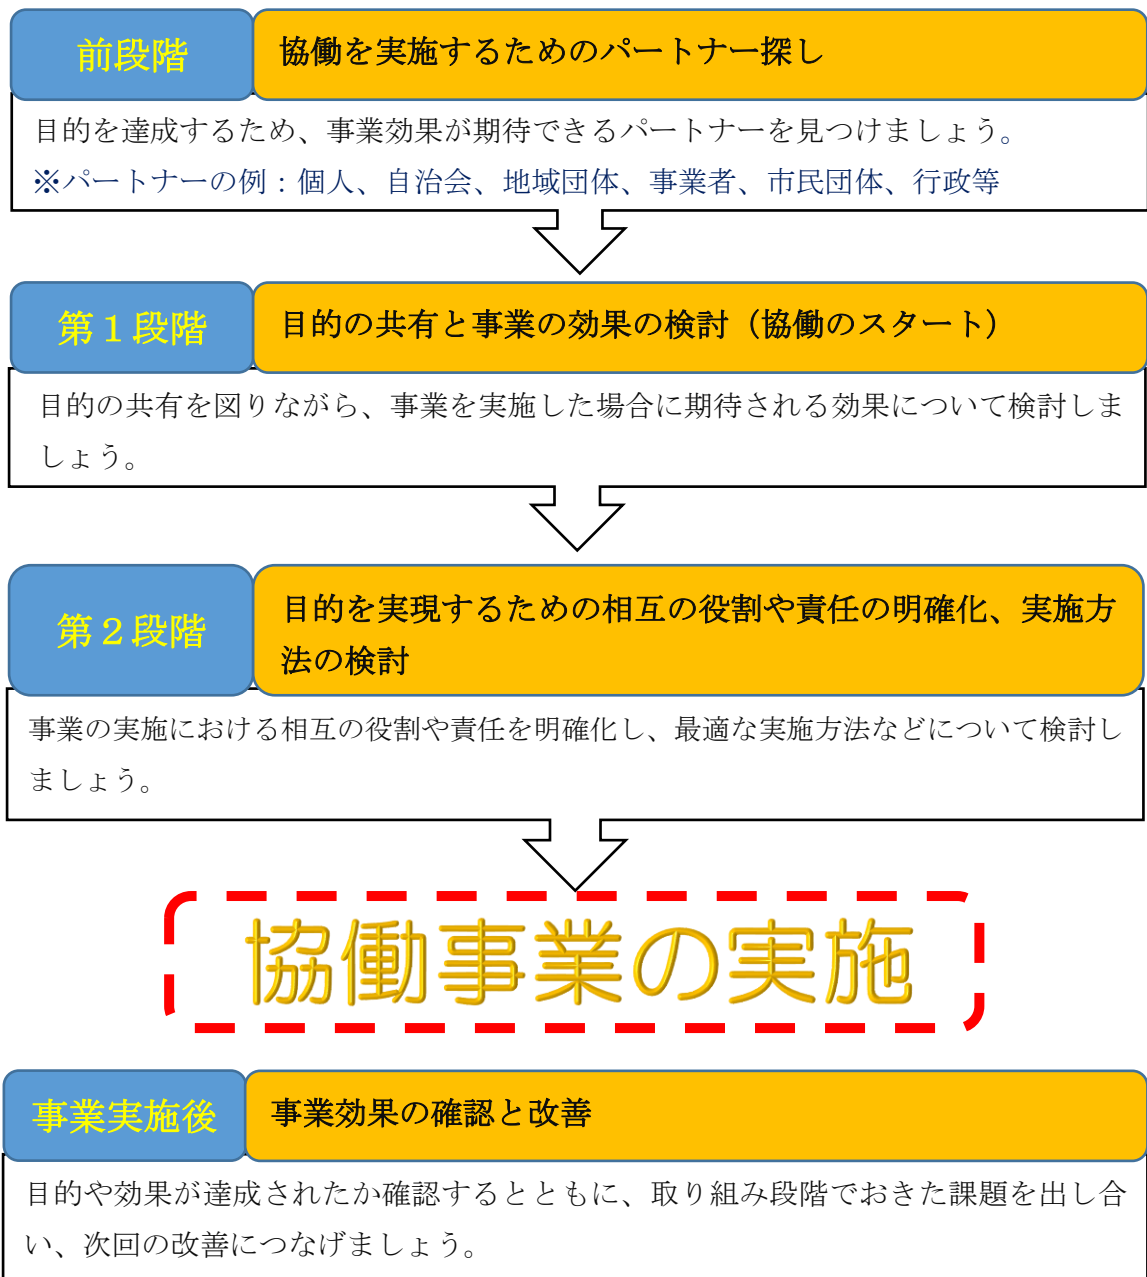 前段階
協働を実施するためのパートナー探し
目的を達成するため、事業効果が期待できるパートナーを見つけましょう。
※パートナーの例：個人、自治会、地域団体、事業者、市民団体、行政等
第１段階
目的の共有と事業の効果の検討（協働のスタート）
目的の共有を図りながら、事業を実施した場合に期待される効果について検討しま
しょう。
第２段階
目的を実現するための相互の役割や責任の明確化、実施方
法の検討
事業の実施における相互の役割や責任を明確化し、最適な実施方法などについて検討し
ましょう。
協働事業の実施
事業実施後
事業効果の確認と改善
目的や効果が達成されたか確認するとともに、取り組み段階でおきた課題を出し合
い、次回の改善につなげましょう。